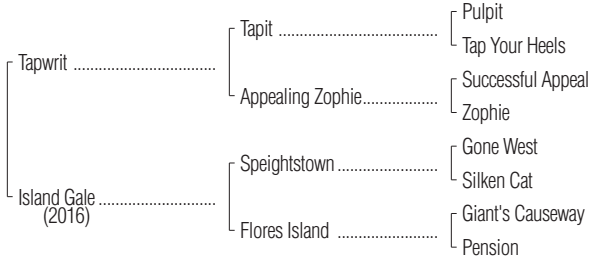 Pulpit
Tapit ................................
Tap Your Heels
Tapwrit ................................
Successful Appeal
Appealing Zophie.................
Zophie
Gone West
Speightstown .......................
Silken Cat
Island Gale ..........................
(2016)
Giant's Causeway
Flores Island .......................
Pension